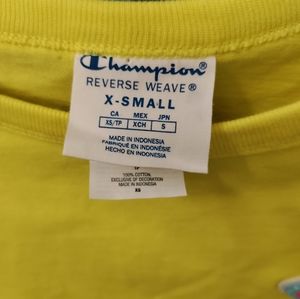 Champion®
REVERSE WEAVE®
X-SMALL
CA MEX JPN
XS/TP XCH S
MADE IN INDONESIA
FABRIQUÉ EN INDONÉSIE
HECHO EN INDONESIA
100% COTTON.
EXCLUSIVE OF DECORATION
MADE IN INDONESIA
XS